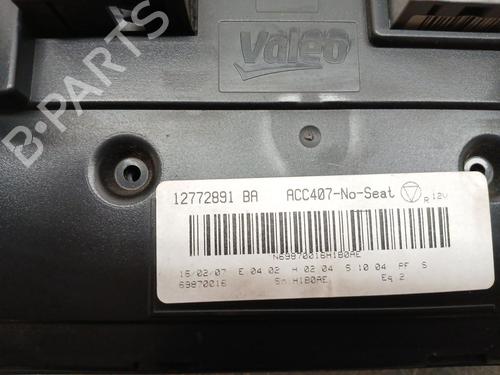 Valeo
B-PARTS
12772891 BA ACC407-No-Seat R 12V
N69870016H180AE
16/02/07 E 04 02 H 02 04 S 10 04 PF S
69870016 Sn H180AE Eq 2